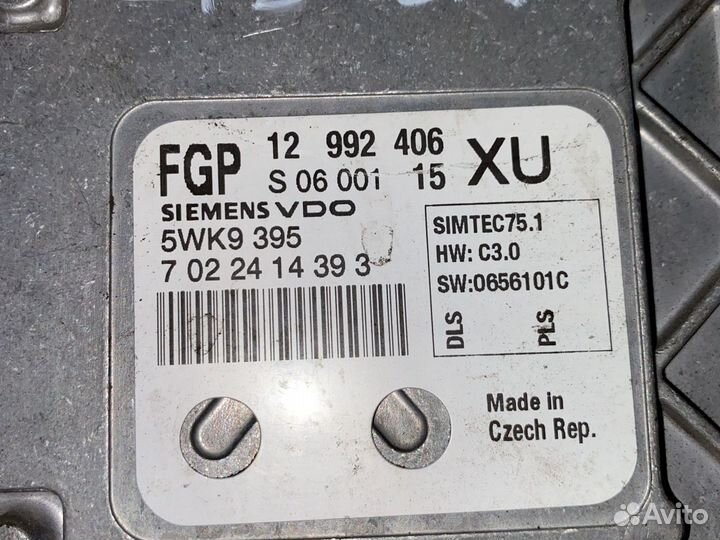 FGP 12 992 406 XU
S 06 001 15
SIEMENS VDO
5WK9 395
7 02 24 14 39 3
SIMTEC75.1
HW: C3.0
SW:0656101C
DLS
PLS
Made in
Czech Rep.
Avito